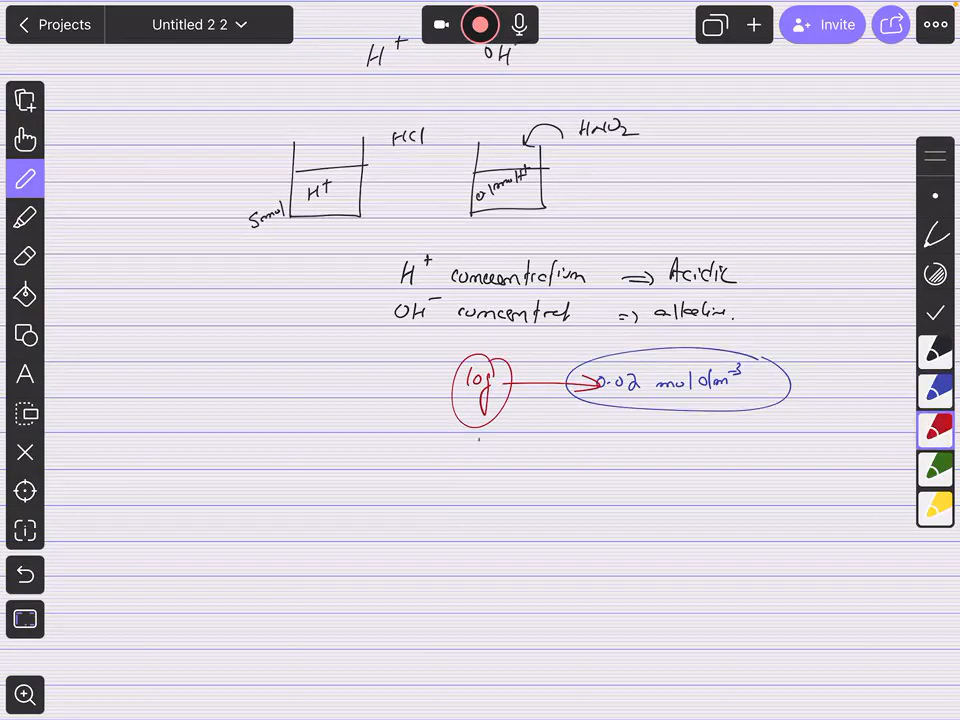 Projects Untitled 2 2 Invite
H+ OH-
HCl HNO2
H+ 0.1mol H+
5mol
H+ concentration => Acidic
OH- concentrat => alkaline.
log 0.02 mol dm-3